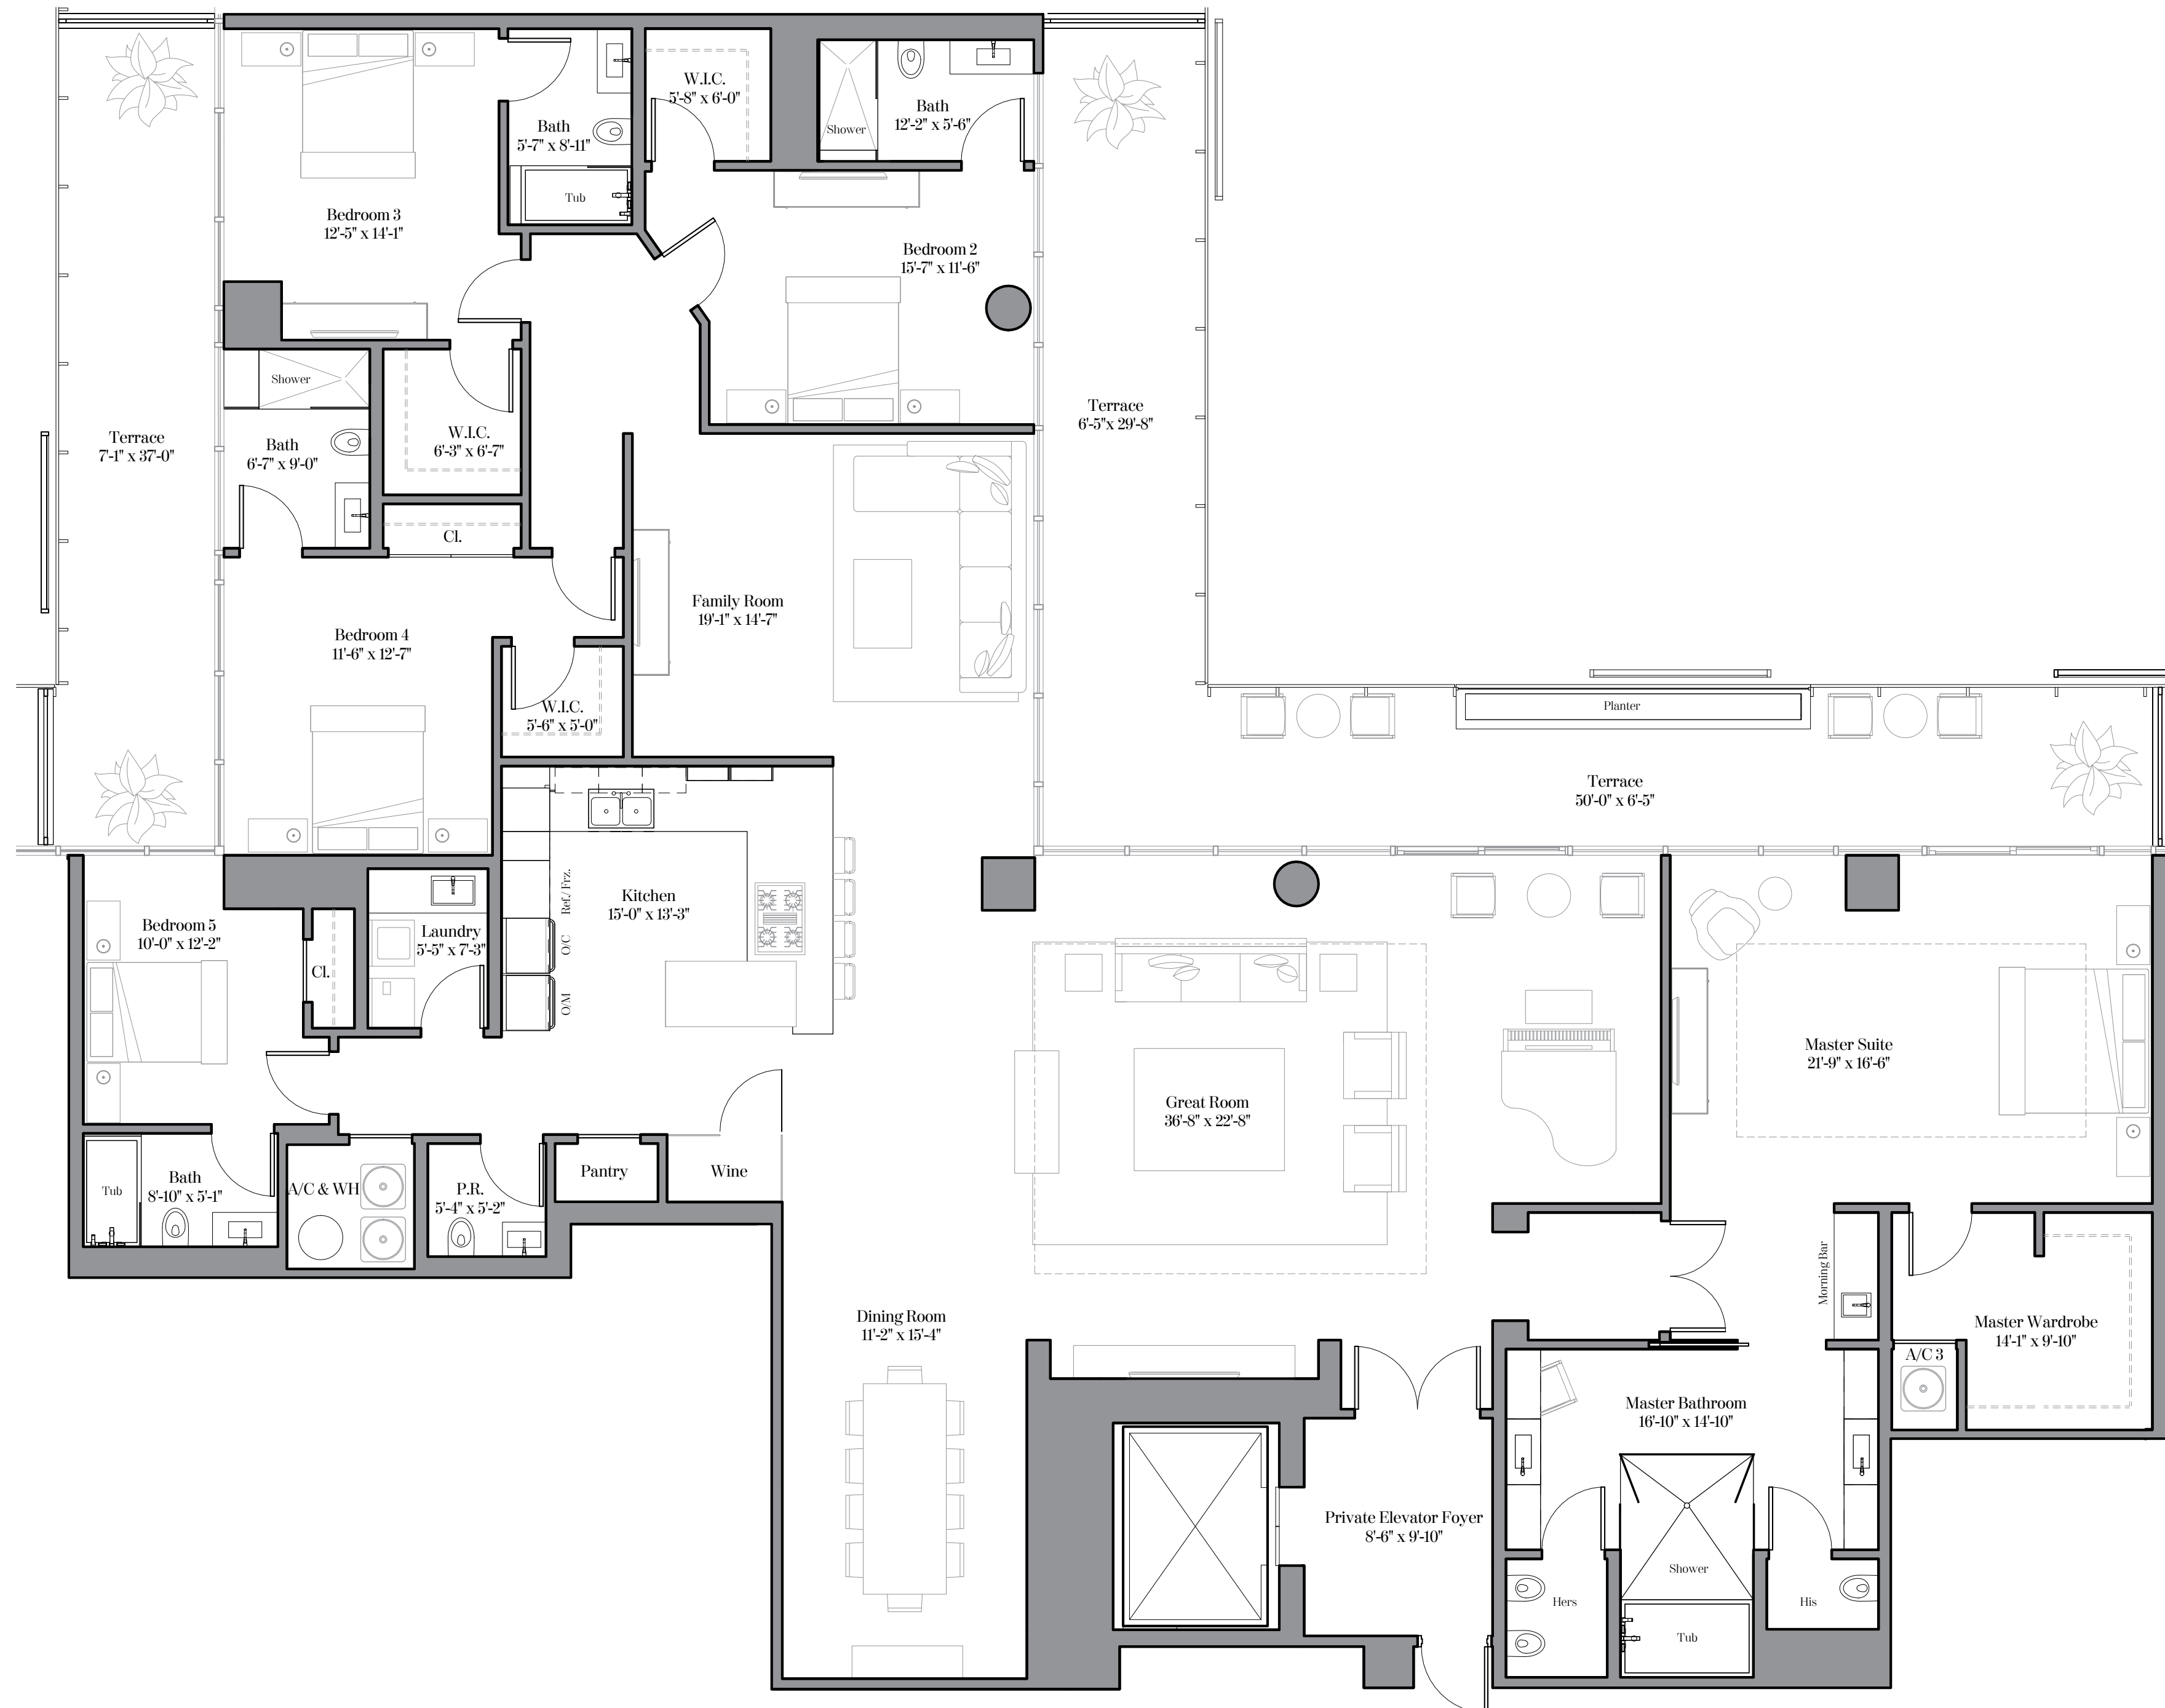 W.I.C.
5'-8" x 6'-0"
Bath
12'-2" x 5'-6"
Shower
Bath
5'-7" x 8'-11"
Tub
Bedroom 3
12'-5" x 14'-1"
Bedroom 2
15'-7" x 11'-6"
Shower
Terrace
6'-5"x 29'-8"
Terrace
7'-1" x 37'-0"
Bath
6'-7" x 9'-0"
W.I.C.
6'-3" x 6'-7"
Cl.
Family Room
19'-1" x 14'-7"
Bedroom 4
11'-6" x 12'-7"
W.I.C.
5'-6" x 5'-0"
Planter
Terrace
50'-0" x 6'-5"
Kitchen
15'-0" x 13'-3"
Ref./ Frz.
O/C
O/M
Bedroom 5
10'-0" x 12'-2"
Cl.
Laundry
5'-5" x 7'-3"
Master Suite
21'-9" x 16'-6"
Great Room
36'-8" x 22'-8"
Tub
Bath
8'-10" x 5'-1"
A/C & WH
P.R.
5'-4" x 5'-2"
Pantry
Wine
Morning Bar
Dining Room
11'-2" x 15'-4"
Master Wardrobe
14'-1" x 9'-10"
A/C 3
Master Bathroom
16'-10" x 14'-10"
Private Elevator Foyer
8'-6" x 9'-10"
Shower
Hers
His
Tub